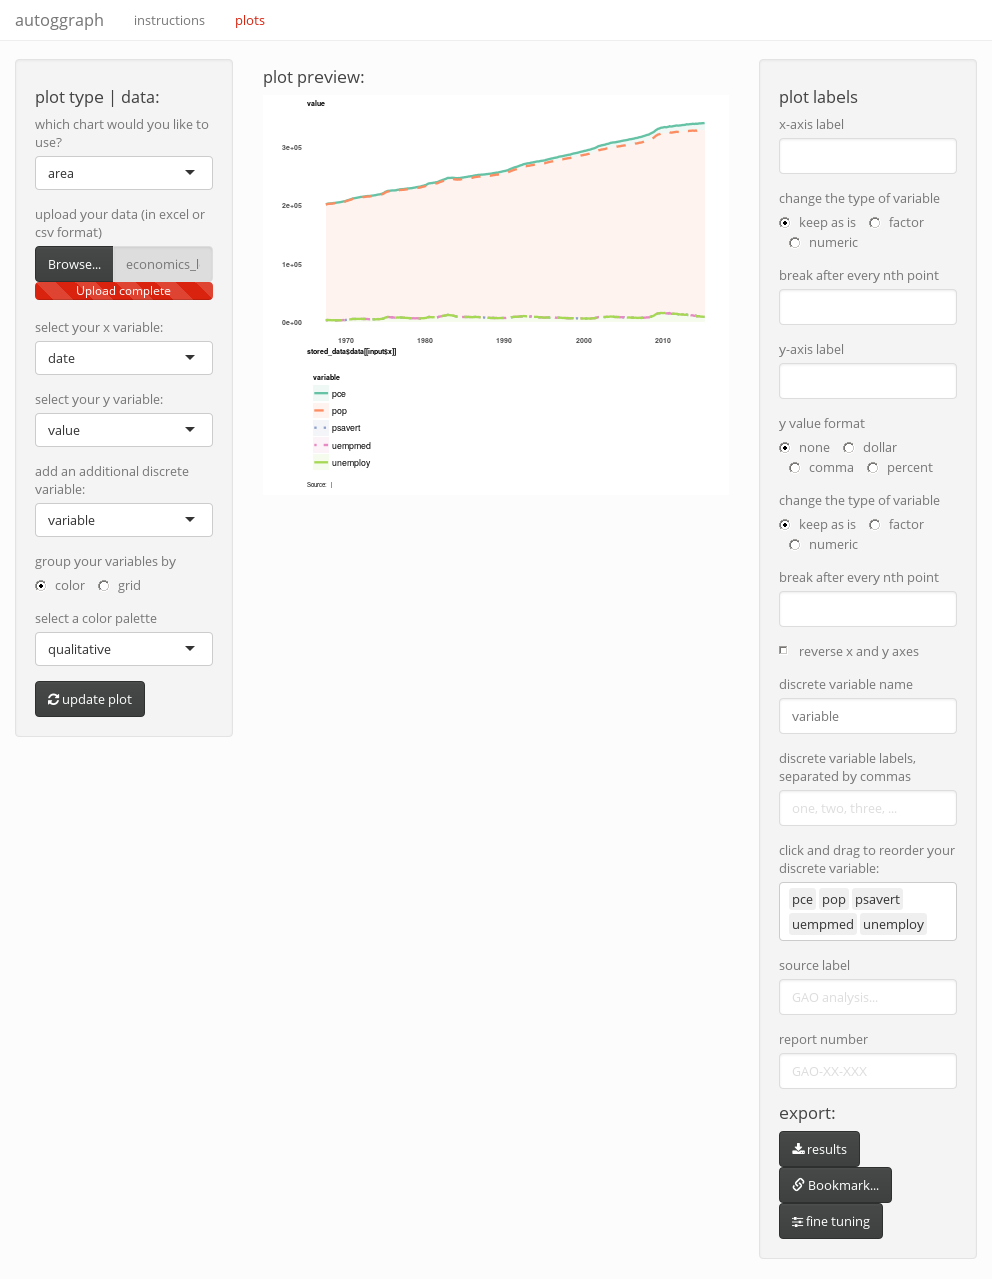 autoggraph
instructions
plots
plot type | data:
which chart would you like to
use?
area
upload your data (in excel or
csv format)
Browse...
economics_l
Upload complete
select your x variable:
date
select your y variable:
value
add an additional discrete
variable:
variable
group your variables by
color
grid
select a color palette
qualitative
update plot
plot preview:
value
3e+05
2e+05
1e+05
0e+00
1970
1980
1990
2000
2010
stored_data$data[[input$x]]
variable
pce
pop
psavert
uempmed
unemploy
Source: |
plot labels
x-axis label
change the type of variable
keep as is
factor
numeric
break after every nth point
y-axis label
y value format
none
dollar
comma
percent
change the type of variable
keep as is
factor
numeric
break after every nth point
reverse x and y axes
discrete variable name
variable
discrete variable labels,
separated by commas
one, two, three, ...
click and drag to reorder your
discrete variable:
pce pop psavert
uempmed unemploy
source label
GAO analysis...
report number
GAO-XX-XXX
export:
results
Bookmark...
fine tuning